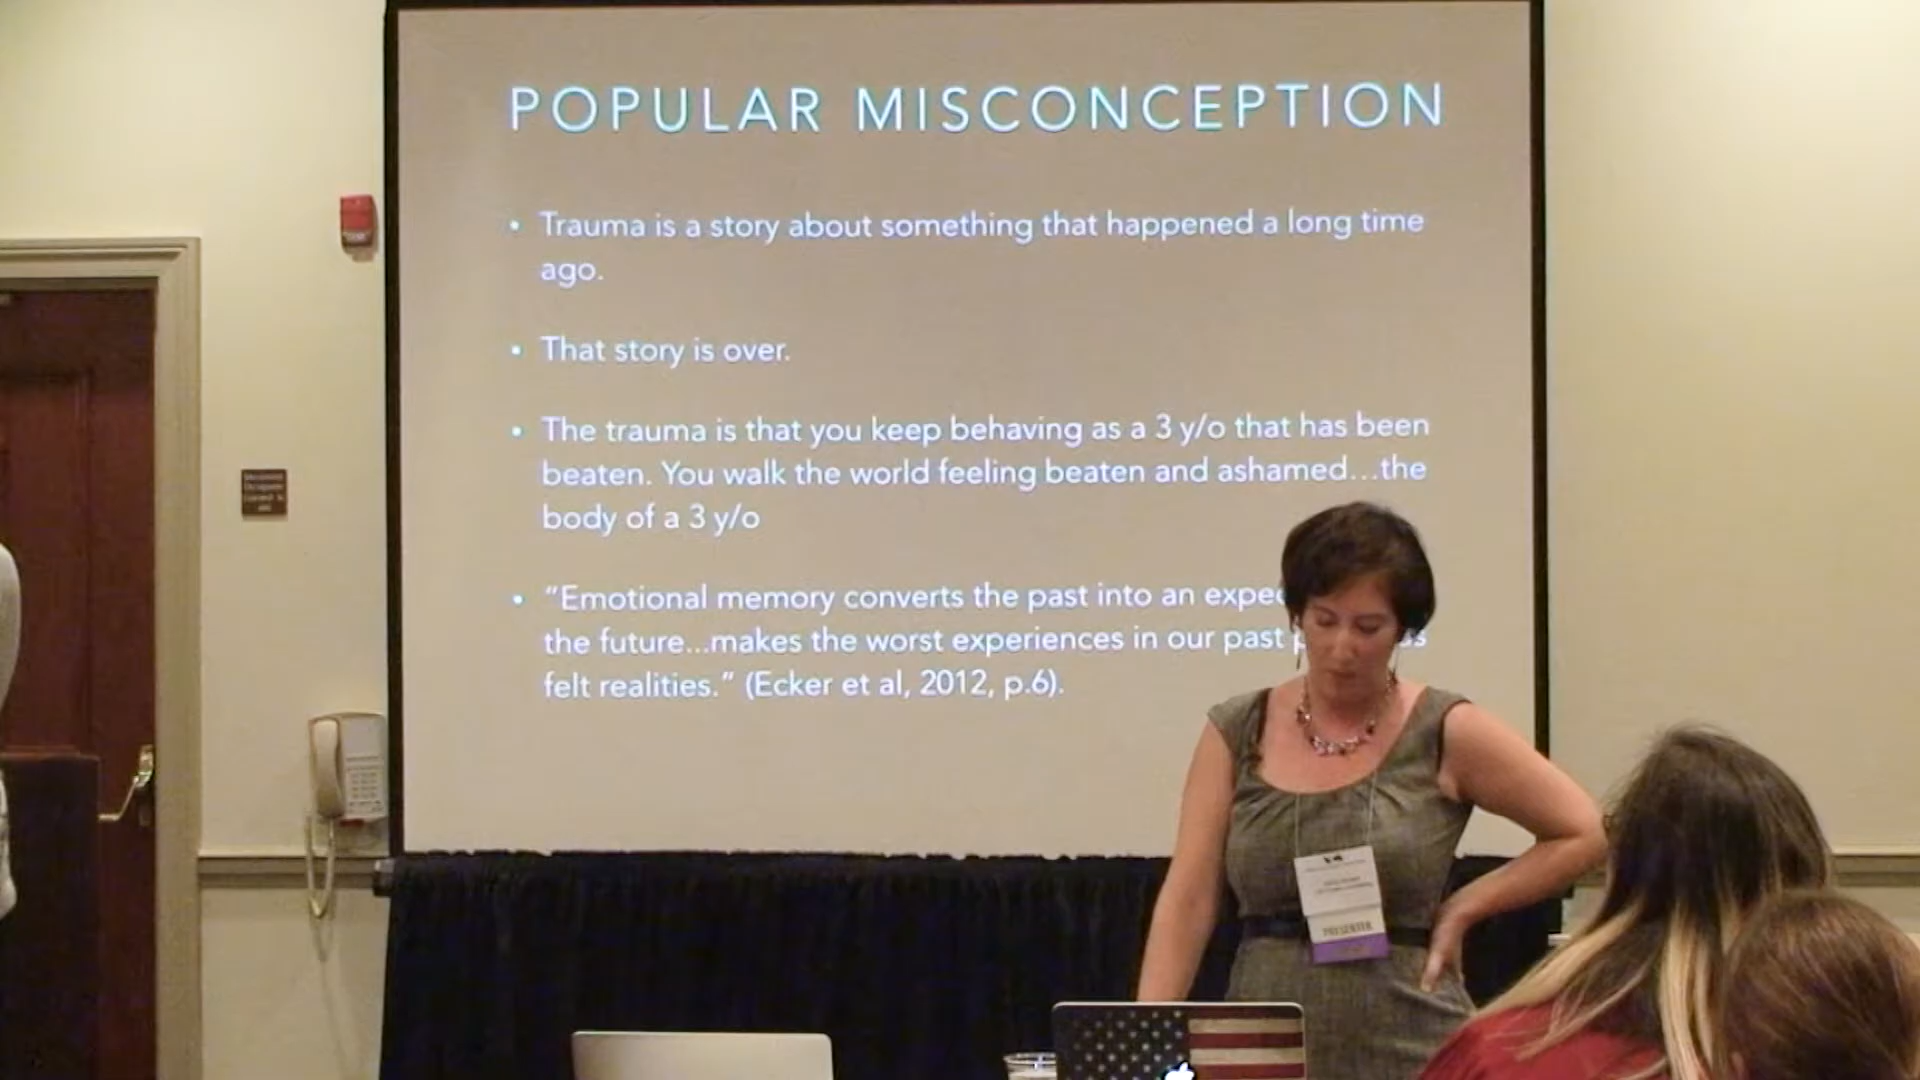 POPULAR MISCONCEPTION
• Trauma is a story about something that happened a long time
ago.
• That story is over.
• The trauma is that you keep behaving as a 3 y/o that has been
beaten. You walk the world feeling beaten and ashamed...the
body of a 3 y/o
• “Emotional memory converts the past into an
the future...makes the worst experiences in our past
felt realities.” (Ecker et al, 2012, p.6).
PRESENTER